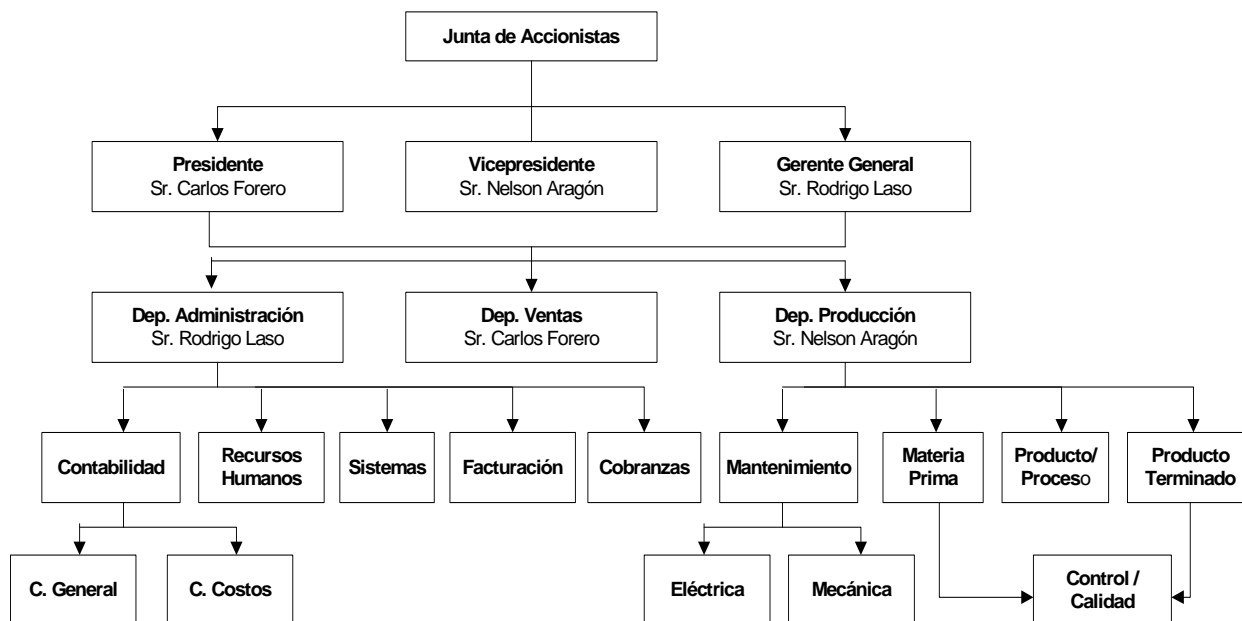 Junta de Accionistas
Presidente
Sr. Carlos Forero
Vicepresidente
Sr. Nelson Aragón
Gerente General
Sr. Rodrigo Laso
Dep. Administración
Sr. Rodrigo Laso
Dep. Ventas
Sr. Carlos Forero
Dep. Producción
Sr. Nelson Aragón
Contabilidad
Recursos
Humanos
Sistemas
Facturación
Cobranzas
Mantenimiento
Materia
Prima
Producto/
Proceso
Producto
Terminado
C. General
C. Costos
Eléctrica
Mecánica
Control /
Calidad